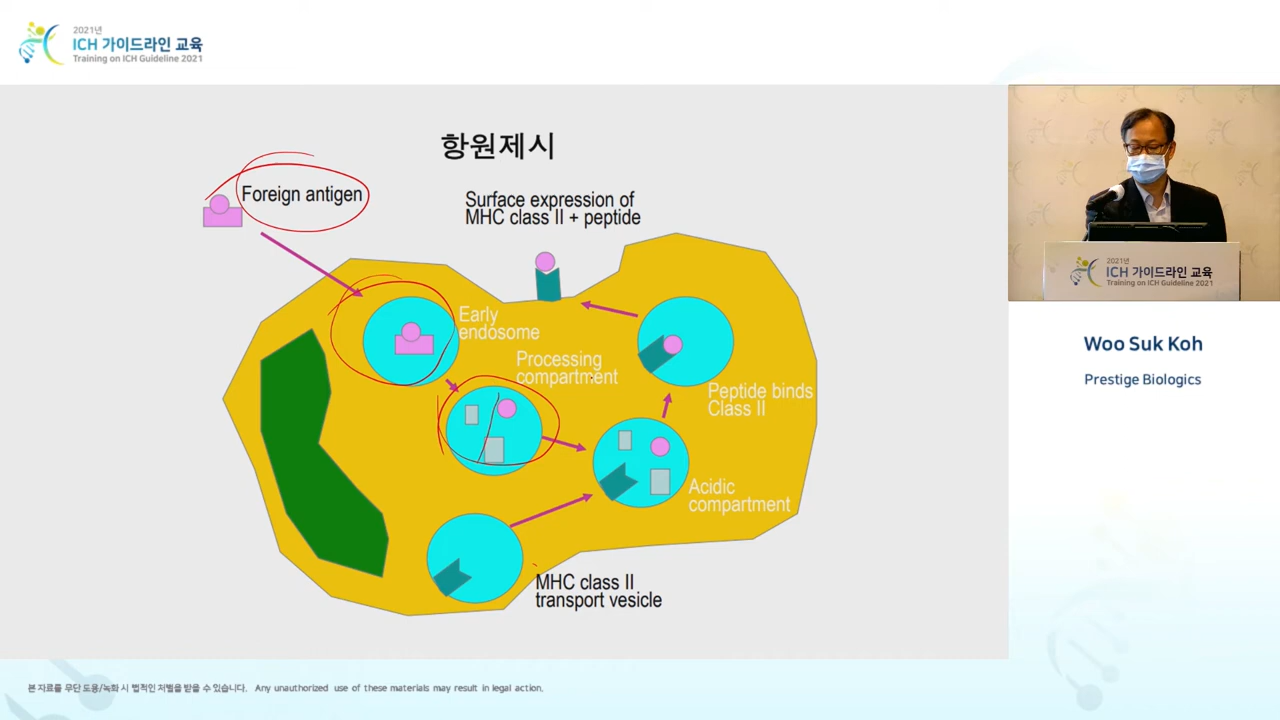 2021년
ICH 가이드라인 교육
Training on ICH Guideline 2021
항원제시
Foreign antigen
Surface expression of
MHC class II + peptide
Early
endosome
Processing
compartment
Peptide binds
Class II
Acidic
compartment
MHC class II
transport vesicle
2021년
ICH 가이드라인 교육
Training on ICH Guideline 2021
Woo Suk Koh
Prestige Biologics
본 자료를 무단 도용/녹화 시 법적인 처벌을 받을 수 있습니다. Any unauthorized use of these materials may result in legal action.